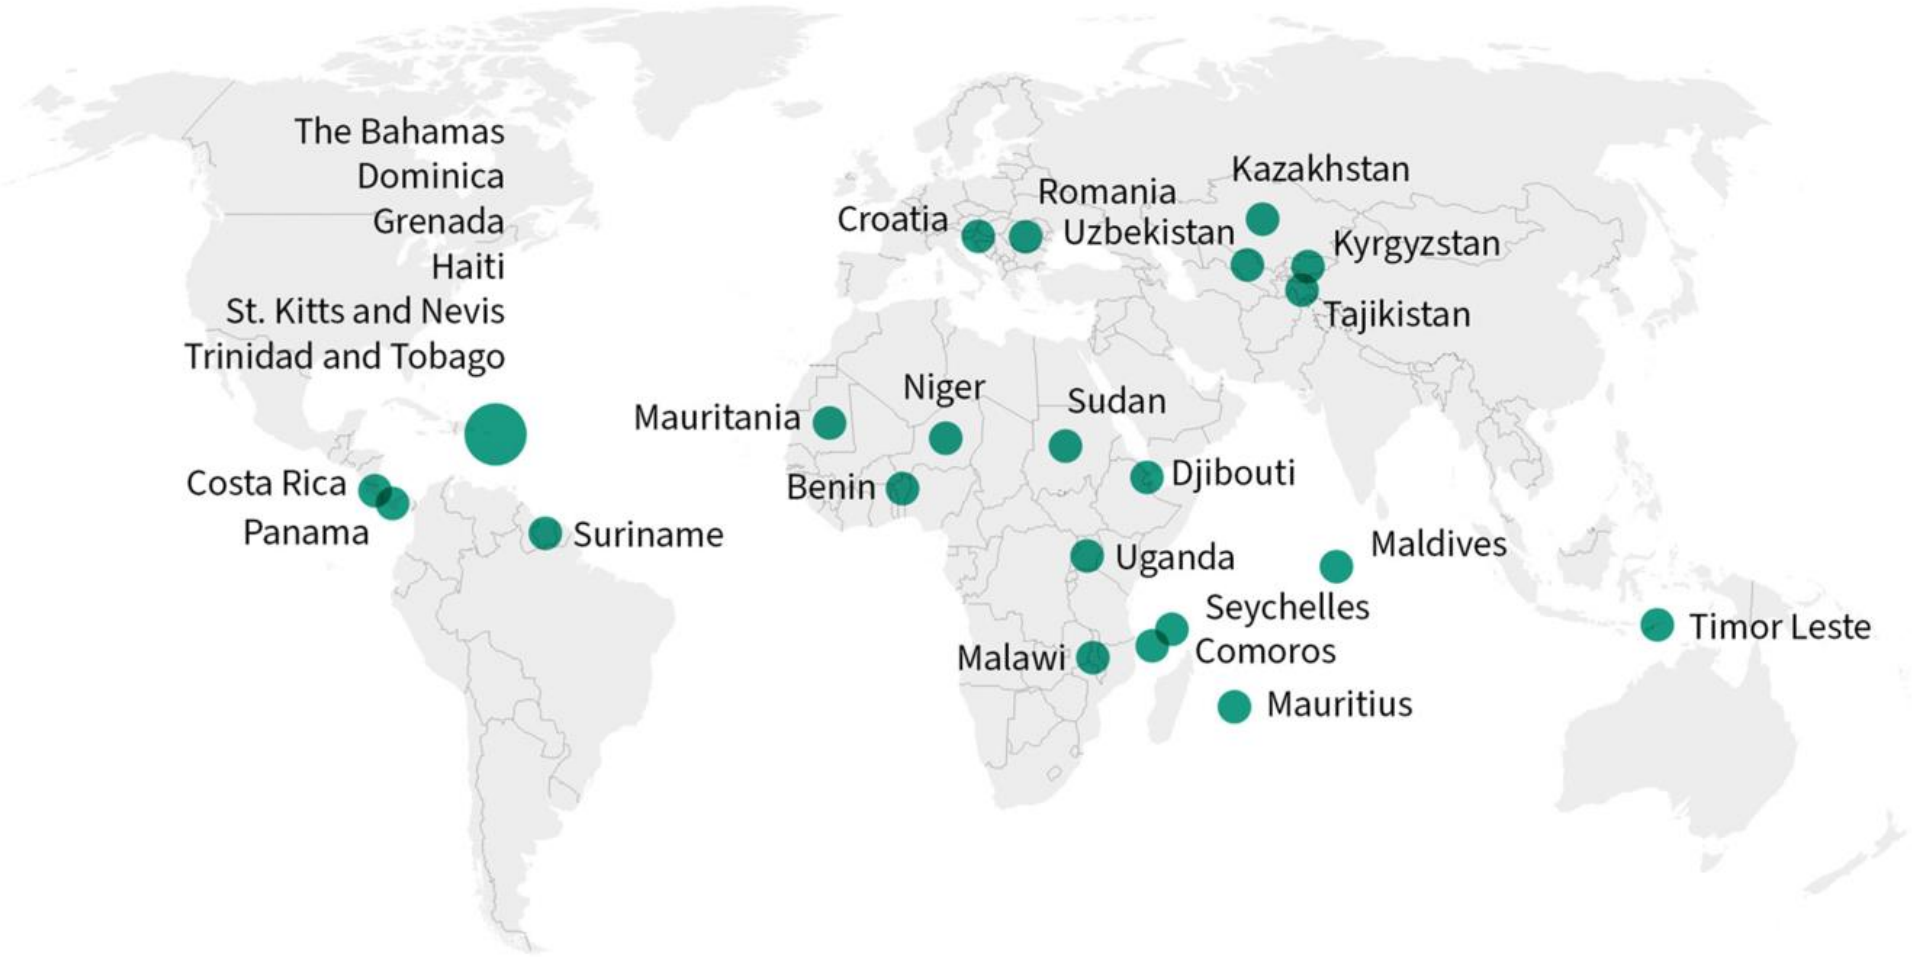 The Bahamas
Dominica
Grenada
Haiti
St. Kitts and Nevis
Trinidad and Tobago
Costa Rica
Panama
Suriname
Croatia
Romania
Kazakhstan
Uzbekistan
Kyrgyzstan
Tajikistan
Mauritania
Niger
Sudan
Benin
Djibouti
Uganda
Maldives
Seychelles
Comoros
Malawi
Mauritius
Timor Leste